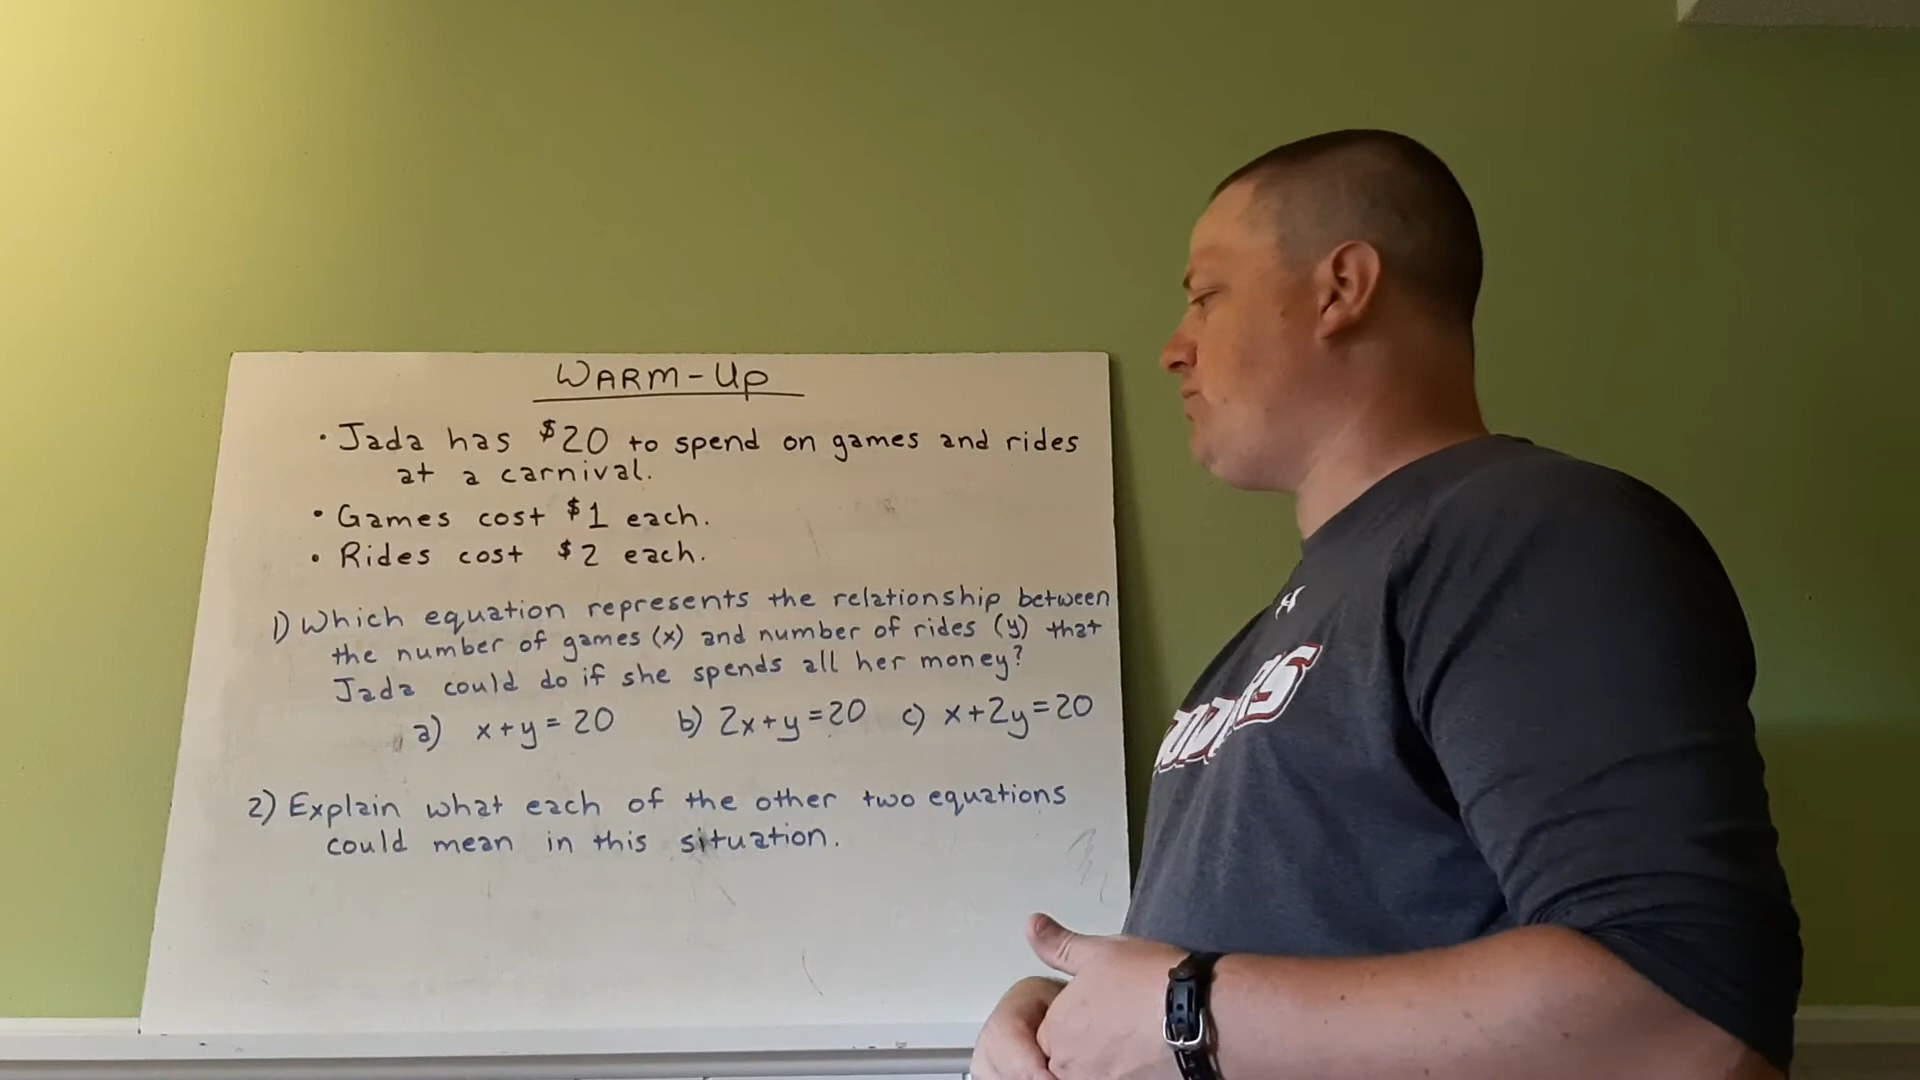 WARM-UP
• Jada has $20 to spend on games and rides
at a carnival.
• Games cost $1 each.
• Rides cost $2 each.
1) Which equation represents the relationship between
the number of games (x) and number of rides (y) that
Jada could do if she spends all her money?
a) x+y=20 b) 2x+y=20 c) x+2y=20
2) Explain what each of the other two equations
could mean in this situation.